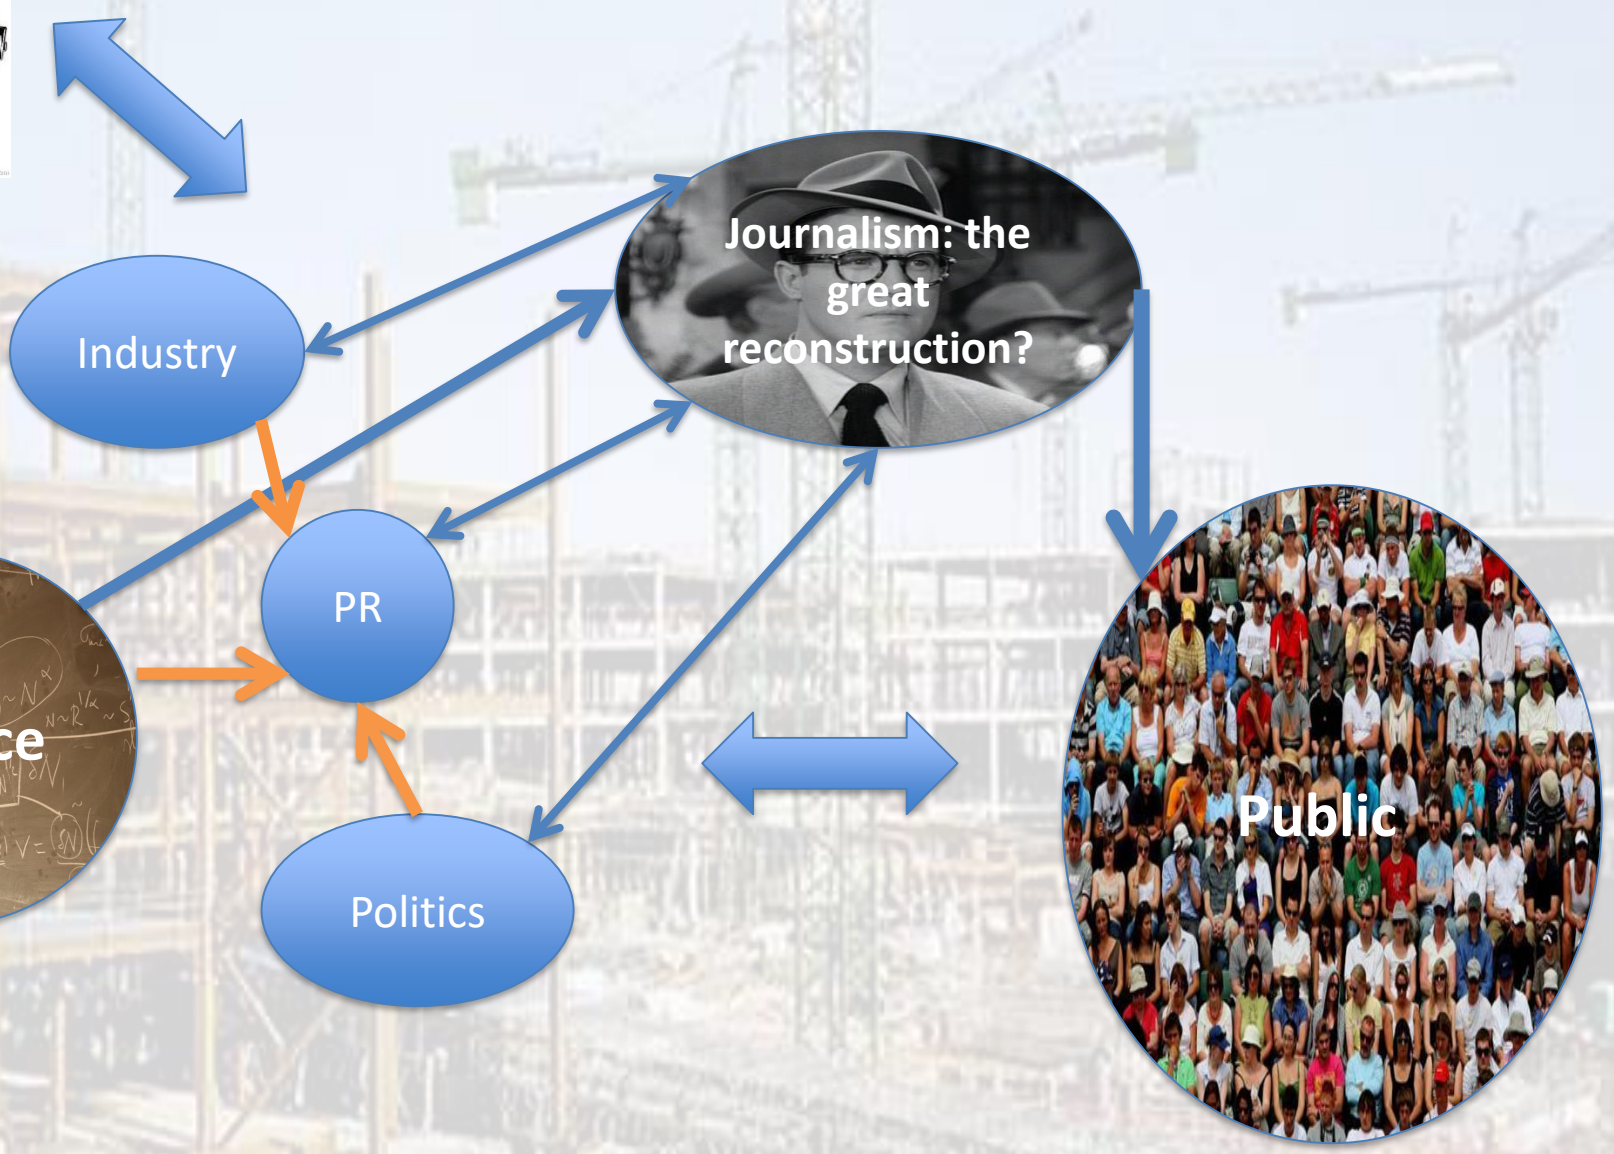 Journalism: the
great
reconstruction?
Industry
PR
ce
Politics
Public